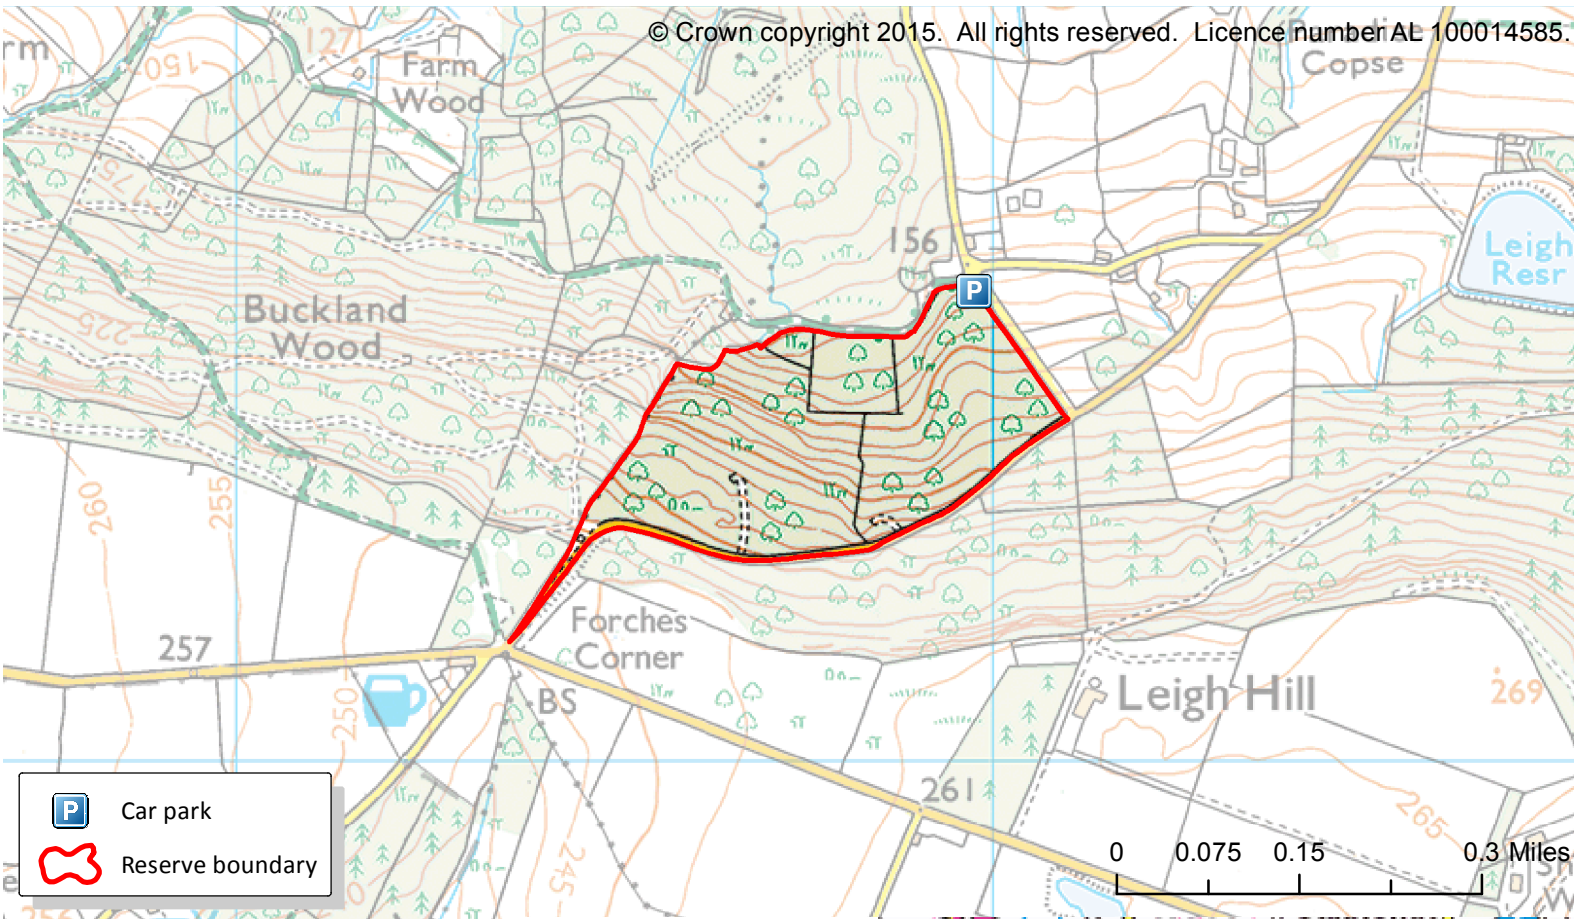 © Crown copyright 2015.  All rights reserved.  Licence number AL 100014585.
rm
127
150
Farm
Wood
Copse
175
156
Leigh
Resr
Buckland
Wood
225
P
260
255
Forches
Corner
257
250
BS
Leigh Hill
269
261
265
245
P Car park
Reserve boundary
0 0.075 0.15 0.3 Miles